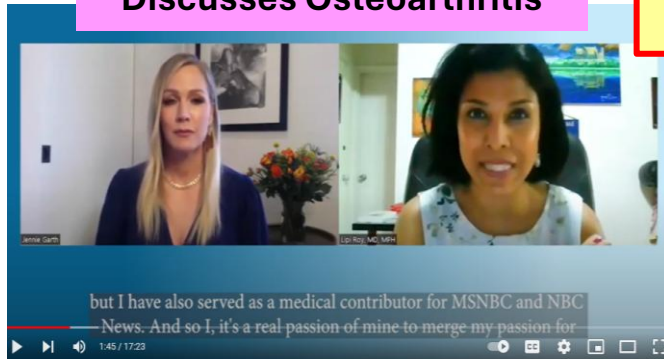 Discusses Osteoarthritis
Jennie Garth
Lipi Roy, MD, MPH
but I have also served as a medical contributor for MSNBC and NBC
News. And so I, it's a real passion of mine to merge my passion for
1:45 / 17:23
CC